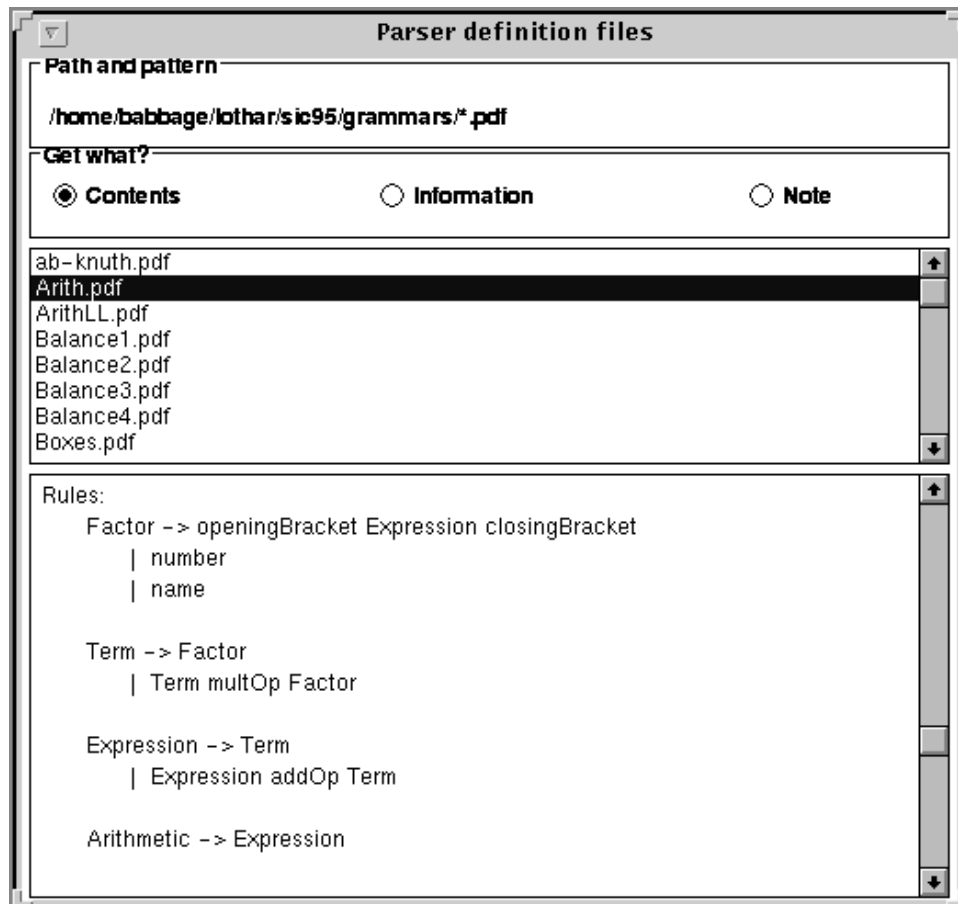 Parser definition files
Path and pattern
/home/babbage/lothar/sic95/grammars/*.pdf
Get what?
Contents Information Note
ab-knuth.pdf
Arith.pdf
ArithLL.pdf
Balance1.pdf
Balance2.pdf
Balance3.pdf
Balance4.pdf
Boxes.pdf
Rules:
Factor -> openingBracket Expression closingBracket
| number
| name
Term -> Factor
| Term multOp Factor
Expression -> Term
| Expression addOp Term
Arithmetic -> Expression